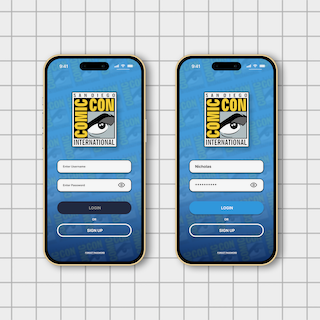 9:41
SAN DIEGO
COMIC CON
INTERNATIONAL
Enter Username
Enter Password
LOGIN
OR
SIGN UP
9:41
SAN DIEGO
COMIC CON
INTERNATIONAL
Nicholas
••••••••••
LOGIN
OR
SIGN UP